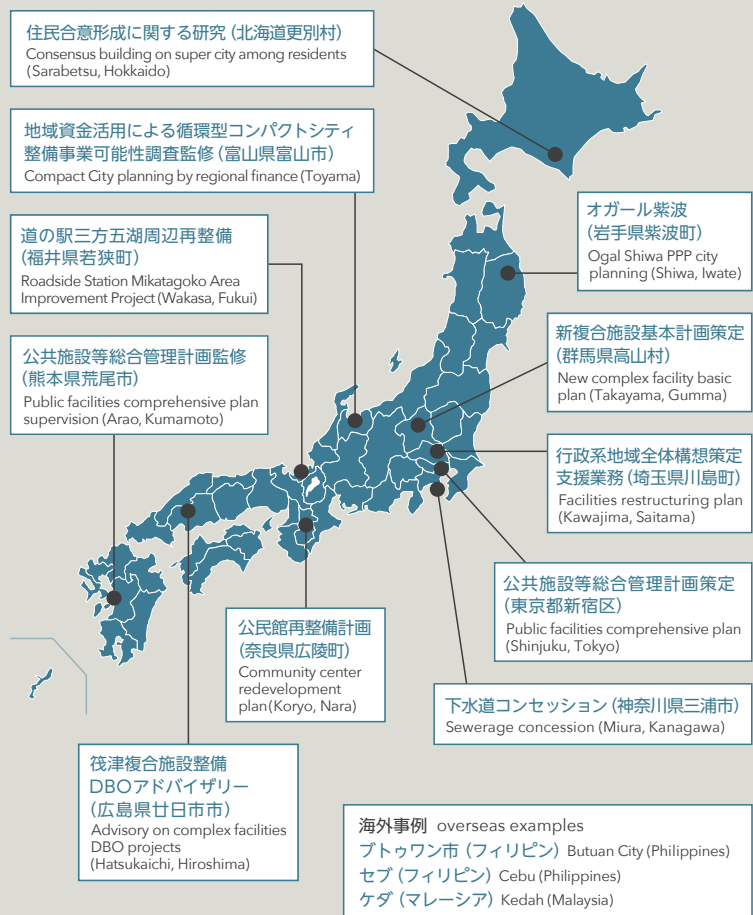 住民合意形成に関する研究（北海道更別村）
Consensus building on super city among residents
(Sarabetsu, Hokkaido)
地域資金活用による循環型コンパクトシティ
整備事業可能性調査監修（富山県富山市）
Compact City planning by regional finance (Toyama)
道の駅三方五湖周辺再整備
（福井県若狭町）
Roadside Station Mikatagoko Area
Improvement Project (Wakasa, Fukui)
公共施設等総合管理計画監修
（熊本県荒尾市）
Public facilities comprehensive plan
supervision (Arao, Kumamoto)
オガール紫波
（岩手県紫波町）
Ogal Shiwa PPP city
planning (Shiwa, Iwate)
新複合施設基本計画策定
（群馬県高山村）
New complex facility basic
plan (Takayama, Gumma)
行政系地域全体構想策定
支援業務（埼玉県川島町）
Facilities restructuring plan
(Kawajima, Saitama)
公共施設等総合管理計画策定
（東京都新宿区）
Public facilities comprehensive plan
(Shinjuku, Tokyo)
下水道コンセッション（神奈川県三浦市）
Sewerage concession (Miura, Kanagawa)
公民館再整備計画
（奈良県広陵町）
Community center
redevelopment
plan(Koryo, Nara)
筏津複合施設整備
DBOアドバイザリー
（広島県廿日市市）
Advisory on complex facilities
DBO projects
(Hatsukaichi, Hiroshima)
海外事例 overseas examples
ブトゥワン市（フィリピン） Butuan City (Philippines)
セブ（フィリピン） Cebu (Philippines)
ケダ（マレーシア） Kedah (Malaysia)